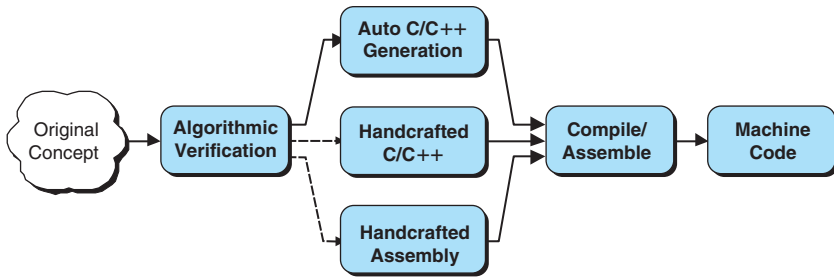 Original
Concept
Algorithmic
Verification
Auto C/C++
Generation
Handcrafted
C/C++
Handcrafted
Assembly
Compile/
Assemble
Machine
Code